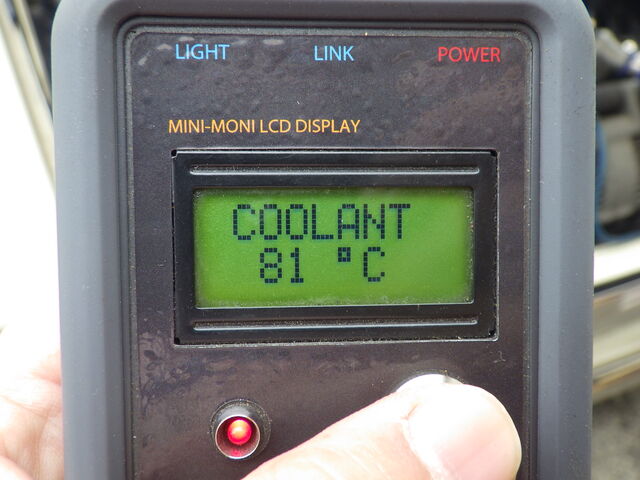 LIGHT LINK POWER
MINI-MONI LCD DISPLAY
COOLANT
81 °C